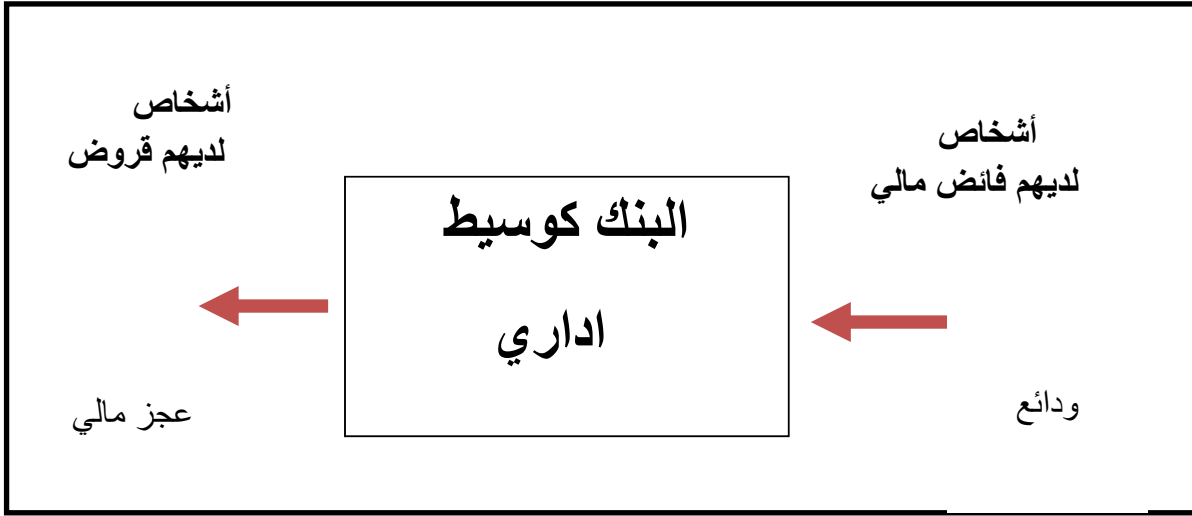 أشخاص
لديهم فائض مالي
ودائع
البنك كوسيط
اداري
أشخاص
لديهم قروض
عجز مالي